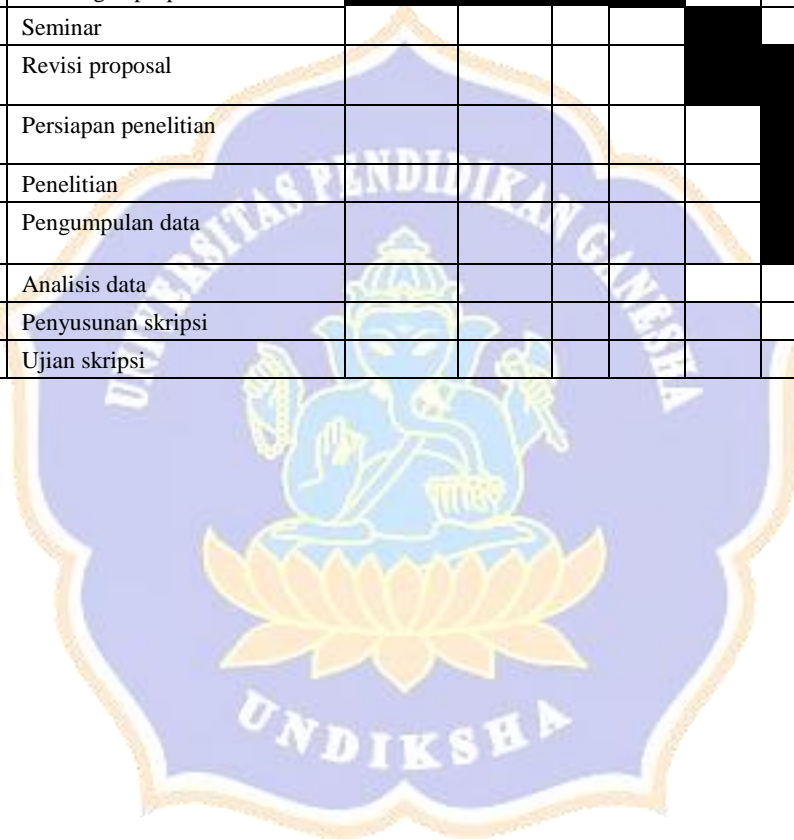 Seminar
Revisi proposal
Persiapan penelitian
Penelitian
Pengumpulan data
Analisis data
Penyusunan skripsi
Ujian skripsi
UNIVERSITAS PENDIDIKAN GANESHA
UNDIKSHA